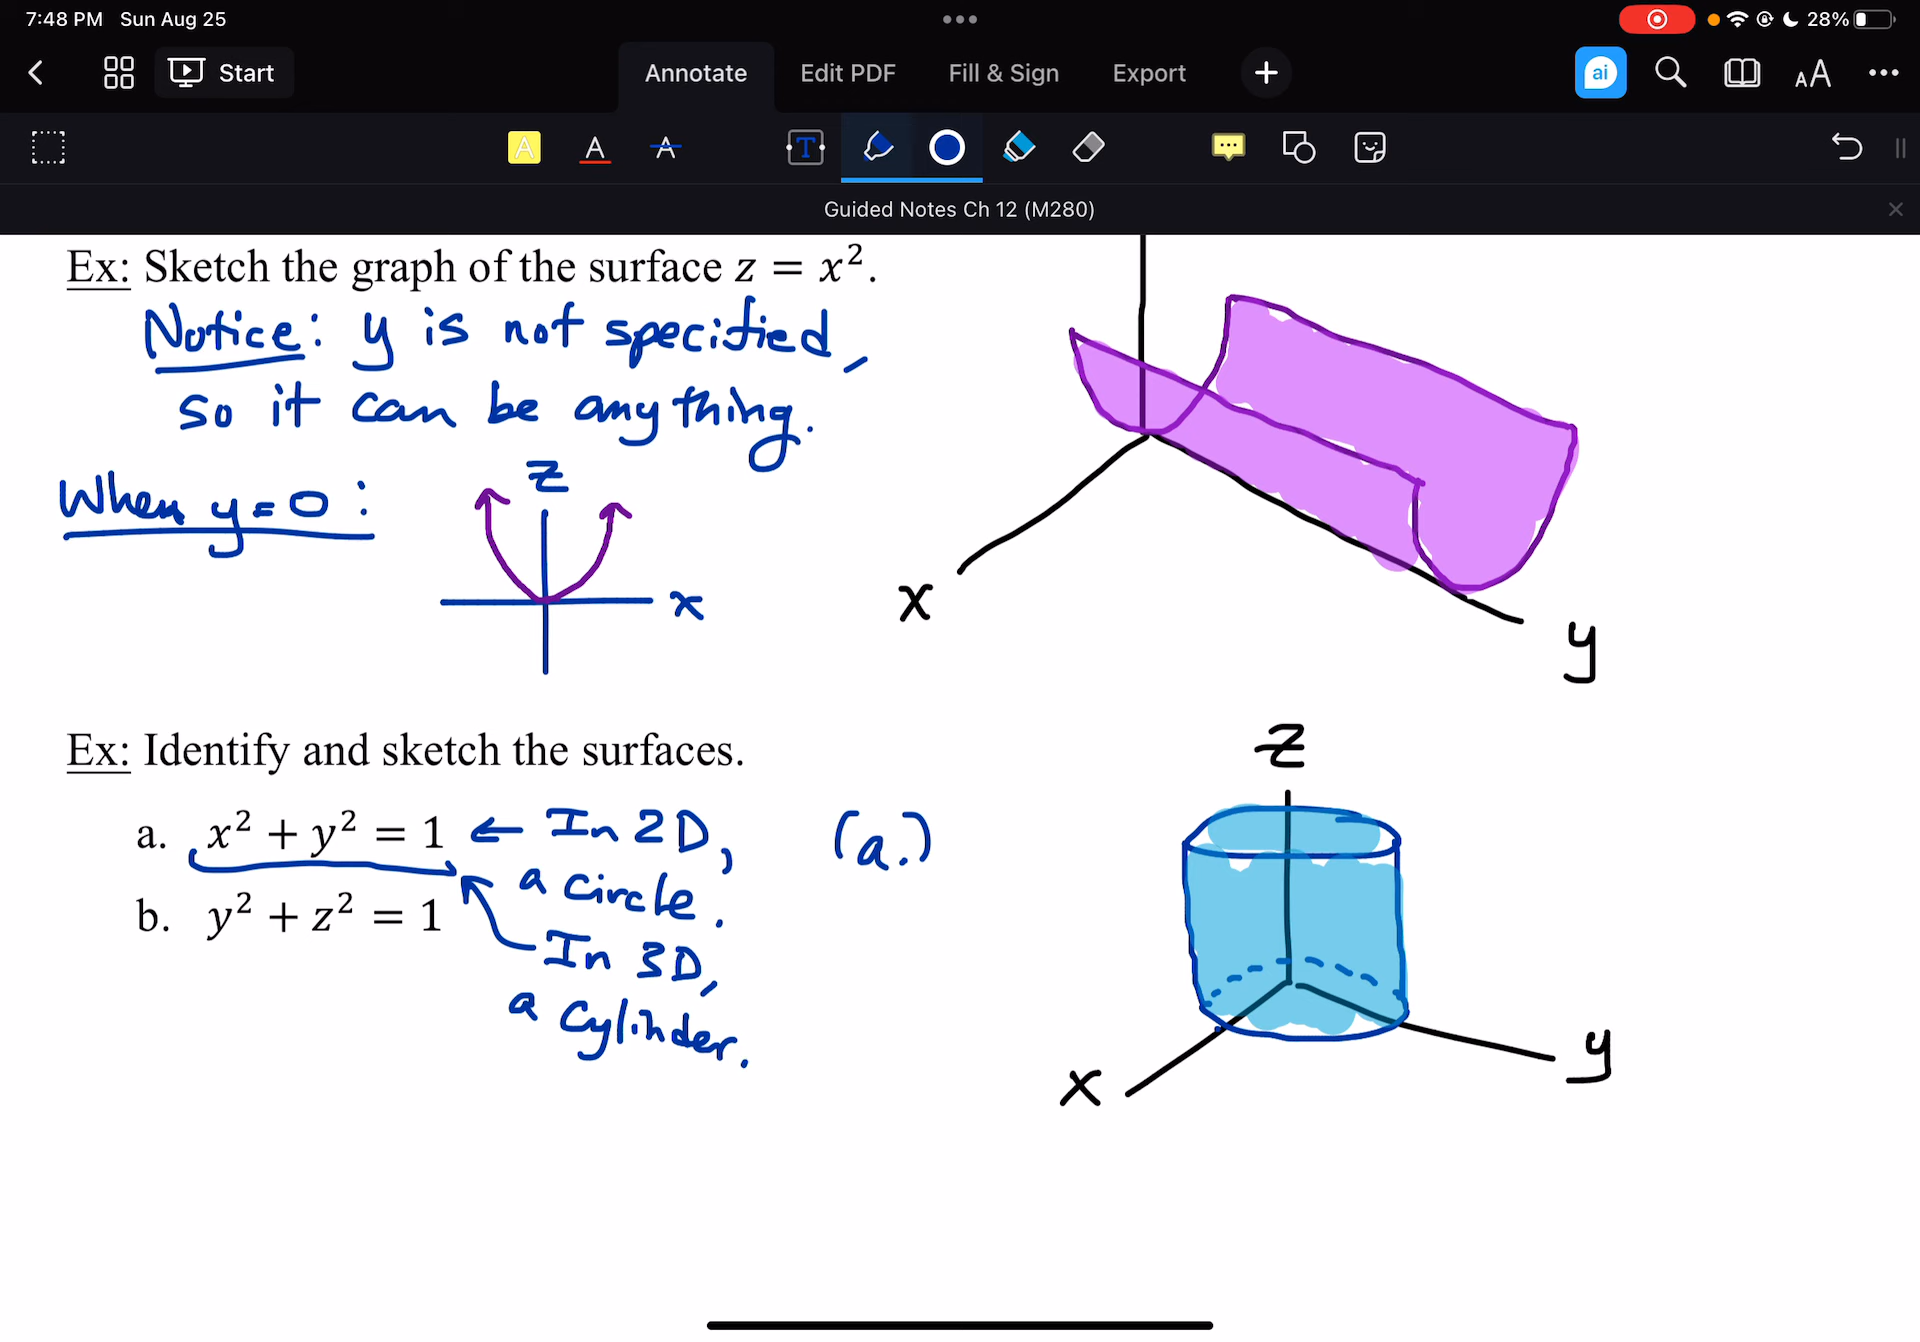 7:48 PM Sun Aug 25
28%
Start
Annotate
Edit PDF
Fill & Sign
Export
ai
AA
A
A
A
T
Guided Notes Ch 12 (M280)
Ex: Sketch the graph of the surface z = x².
Notice: y is not specified,
so it can be anything.
When y=0:
z
x
x
y
Ex: Identify and sketch the surfaces.
a. x² + y² = 1 ← In 2D,
a circle.
b. y² + z² = 1
In 3D,
a cylinder.
(a.)
z
x
y